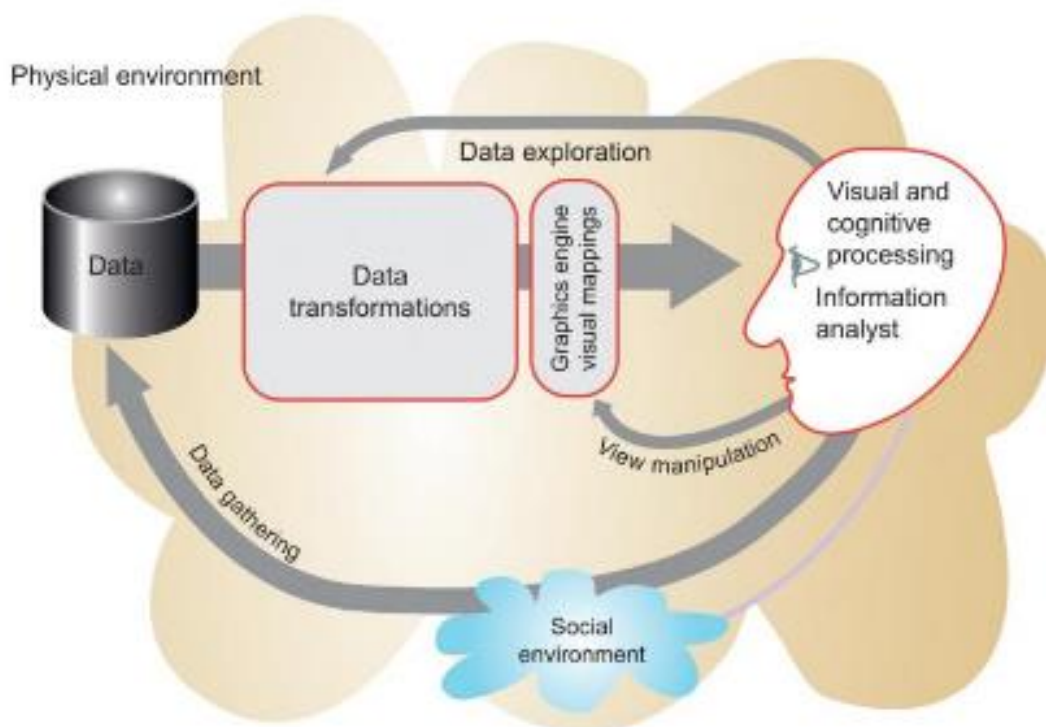 Physical environment
Data exploration
Data
Data
transformations
Graphics engine
visual mappings
Visual and
cognitive
processing
Information
analyst
View manipulation
Data gathering
Social
environment